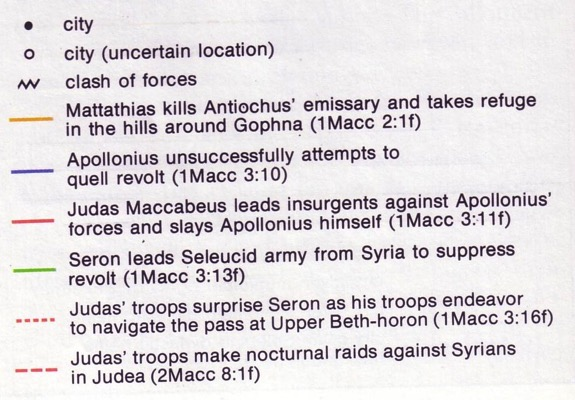 city
city (uncertain location)
clash of forces
Mattathias kills Antiochus' emissary and takes refuge
in the hills around Gophna (1Macc 2:1f)
Apollonius unsuccessfully attempts to
quell revolt (1Macc 3:10)
Judas Maccabeus leads insurgents against Apollonius'
forces and slays Apollonius himself (1Macc 3:11f)
Seron leads Seleucid army from Syria to suppress
revolt (1Macc 3:13f)
Judas' troops surprise Seron as his troops endeavor
to navigate the pass at Upper Beth-horon (1Macc 3:16f)
Judas' troops make nocturnal raids against Syrians
in Judea (2Macc 8:1f)